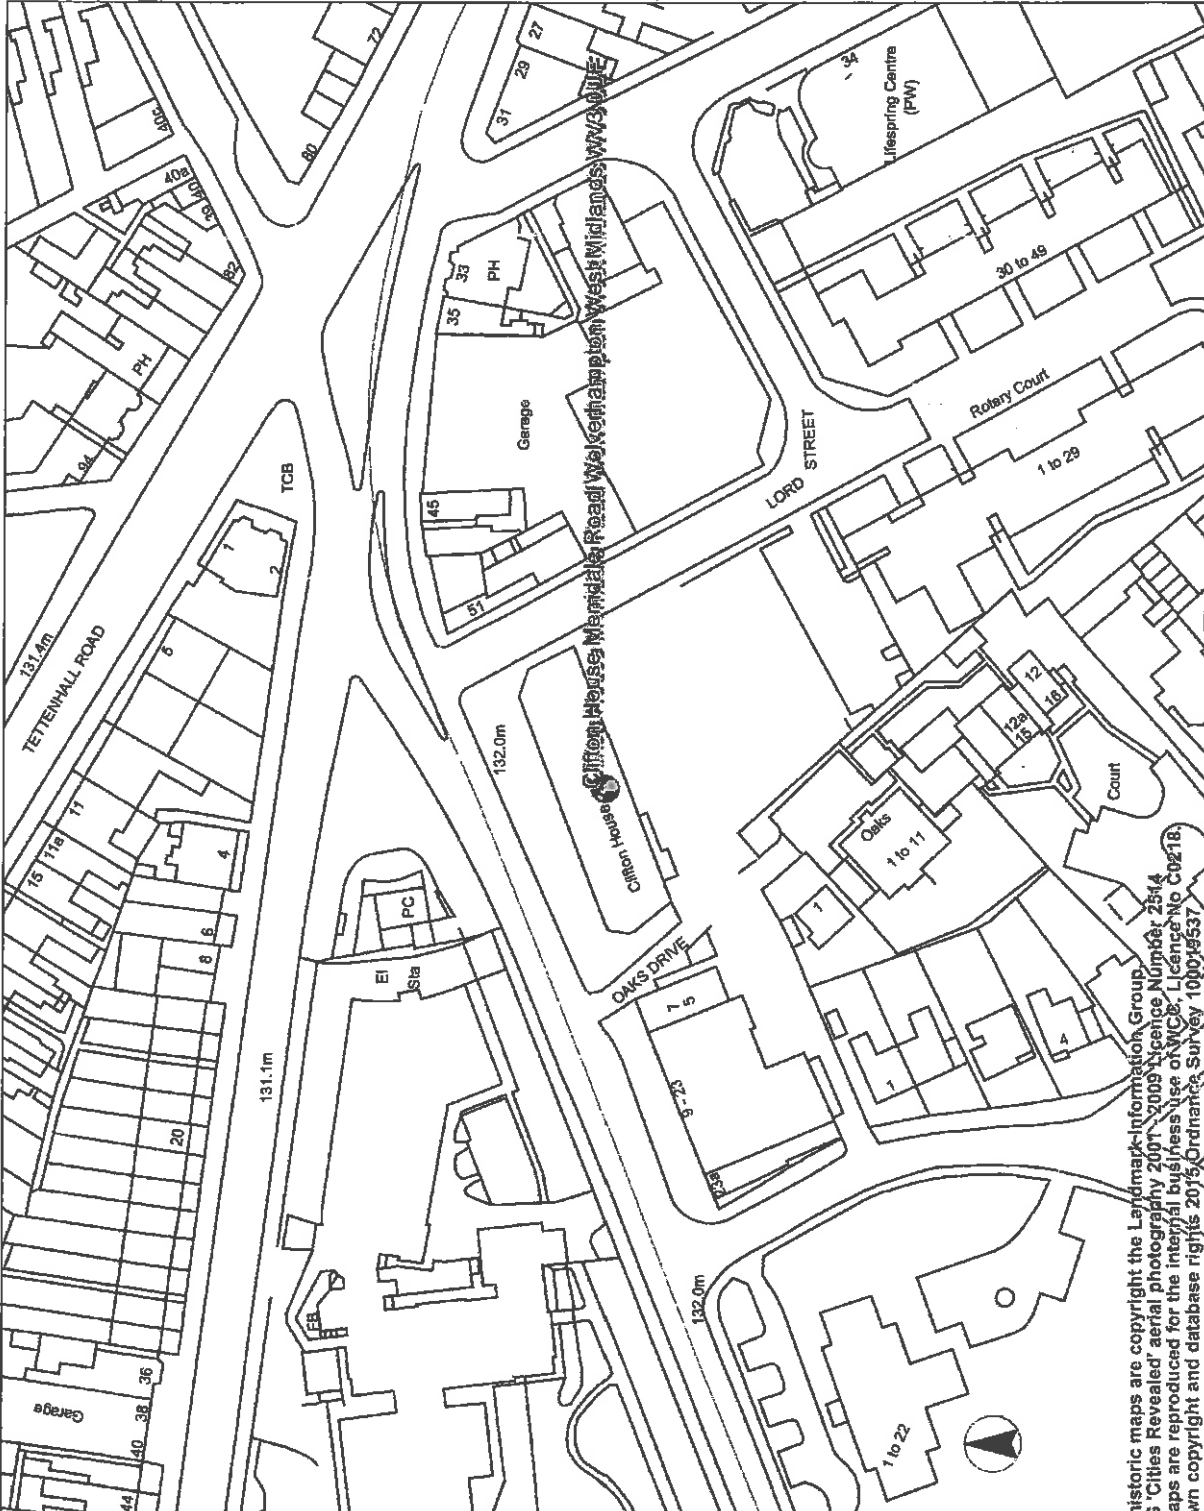 27
29
31
72
80
40c
40a
40
39
82
PH
94
131.4m
TETTENHALL ROAD
TCB
1
2
5
11
11a
15
4
6
8
20
131.1m
36
38
40
44
Garage
33
PH
35
Garage
45
51
34
Lifespring Centre
(PW)
30 to 49
Rotary Court
1 to 29
LORD STREET
Clifton House Merridale Road Wolverhampton West Midlands
132.0m
Clifton House
PC
El
Sta
OAKS DRIVE
7
5
9 - 23
23a
12
16
12a
15
Court
Oaks
1 to 11
1
1
4
FB
132.0m
1 to 22
historic maps are copyright the Landmark Information Group.
s 'Cities Revealed' aerial photography 2001 - 2009 Licence Number 2514
aps are reproduced for the internal business use of WCC, Licence No C0218.
wn copyright and database rights 2015 Ordnance Survey 100019537